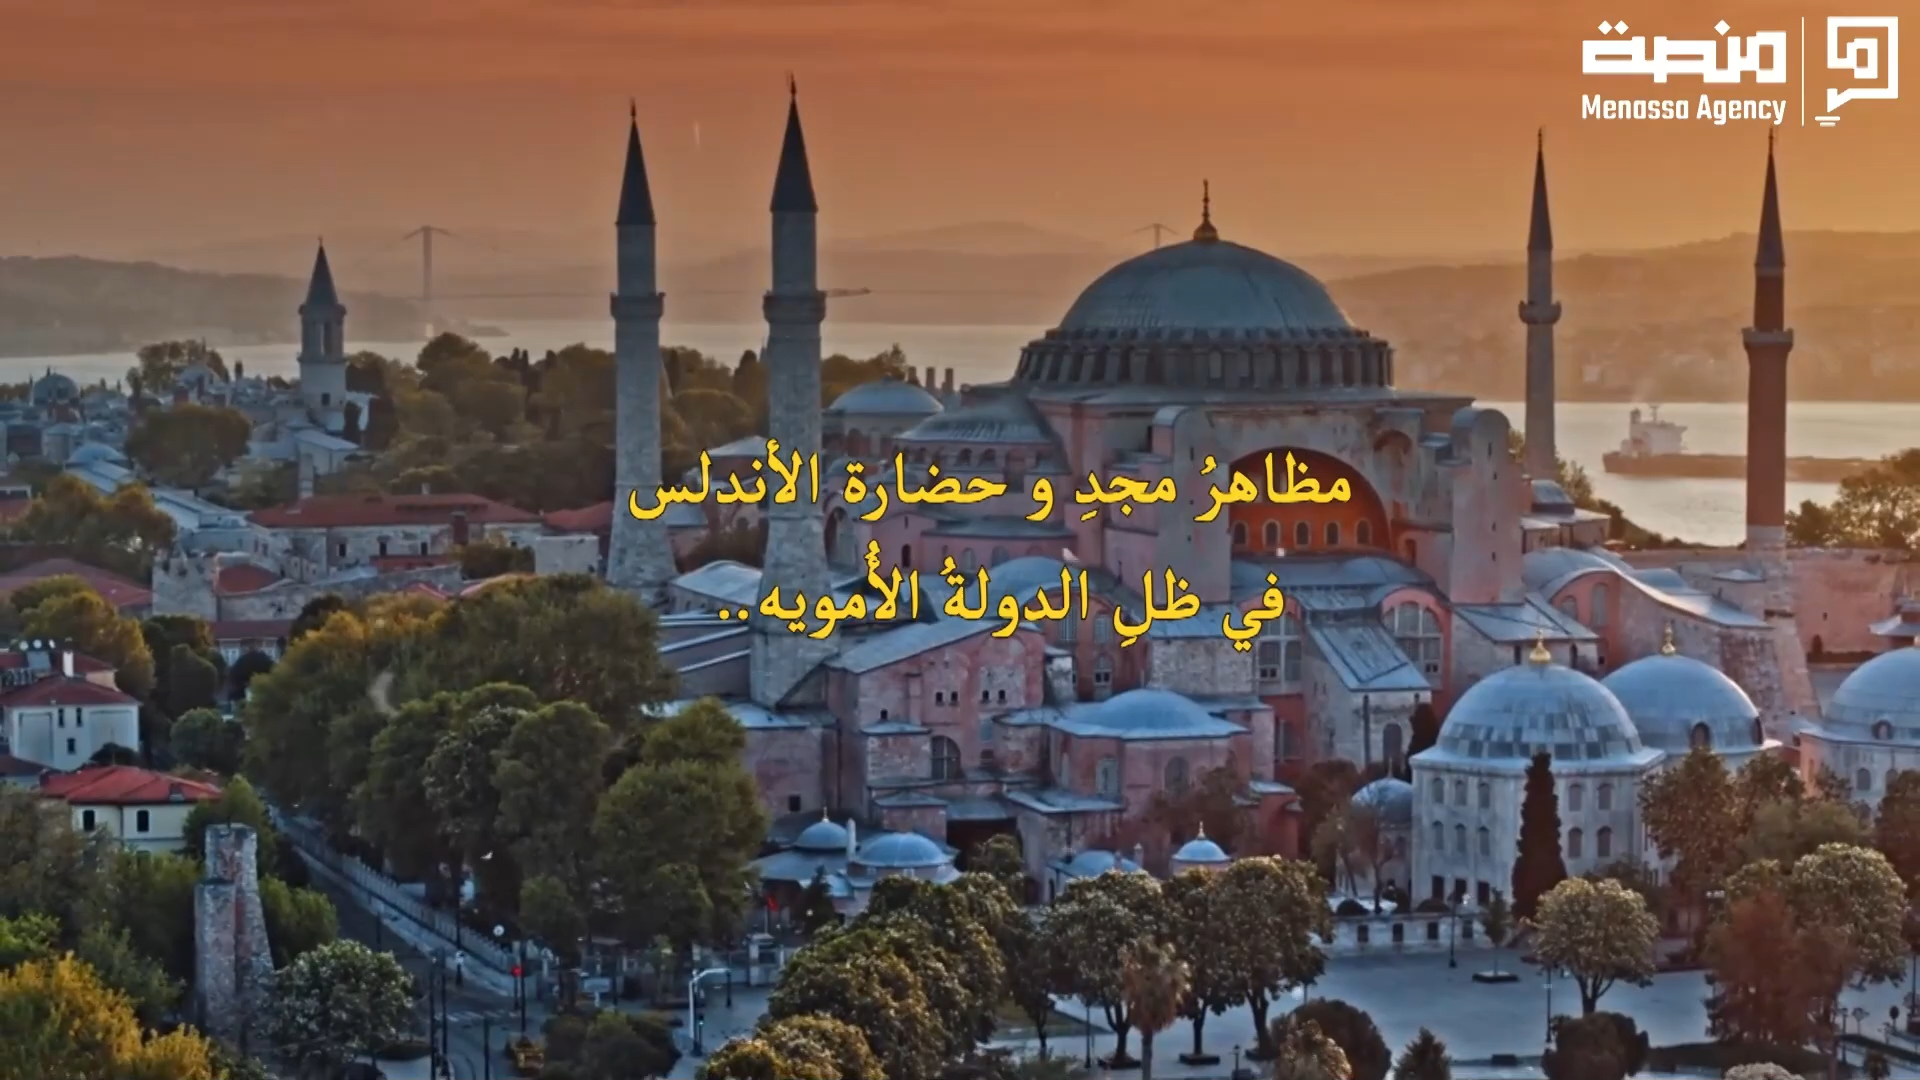 منصة
Menassa Agency
مظاهرُ مجدِ و حضارة الأندلس
في ظلِ الدولةُ الأُمويه..